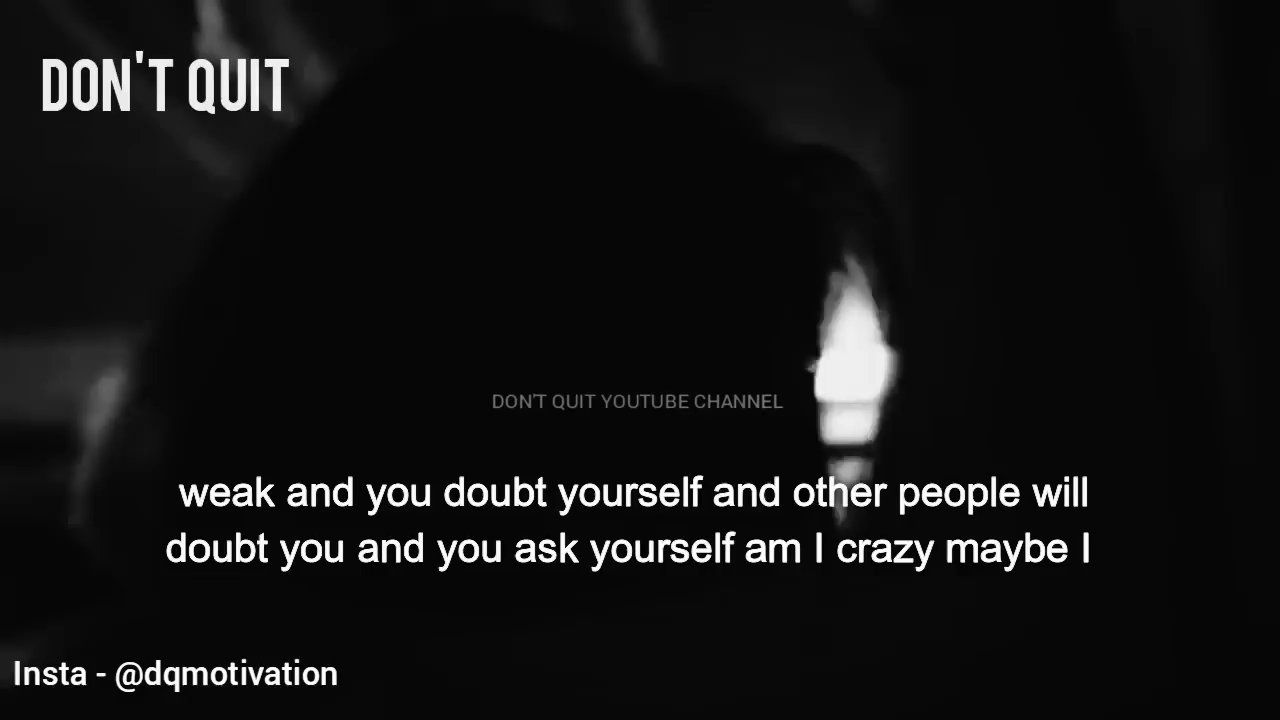 DON'T QUIT
DON'T QUIT YOUTUBE CHANNEL
weak and you doubt yourself and other people will
doubt you and you ask yourself am I crazy maybe I
Insta - @dqmotivation